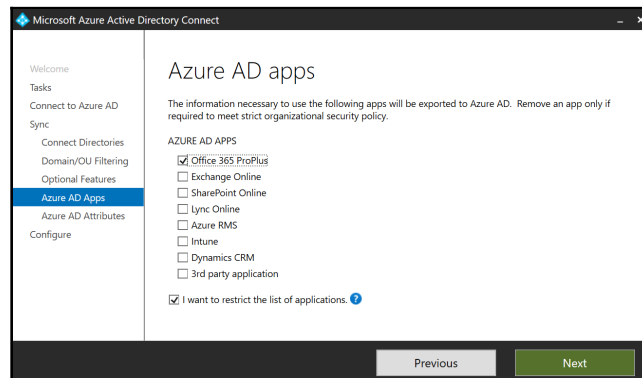 Microsoft Azure Active Directory Connect
Welcome
Tasks
Connect to Azure AD
Sync
Connect Directories
Domain/OU Filtering
Optional Features
Azure AD Apps
Azure AD Attributes
Configure
Azure AD apps
The information necessary to use the following apps will be exported to Azure AD. Remove an app only if
required to meet strict organizational security policy.
AZURE AD APPS
Office 365 ProPlus
Exchange Online
SharePoint Online
Lync Online
Azure RMS
Intune
Dynamics CRM
3rd party application
I want to restrict the list of applications. ?
Previous
Next